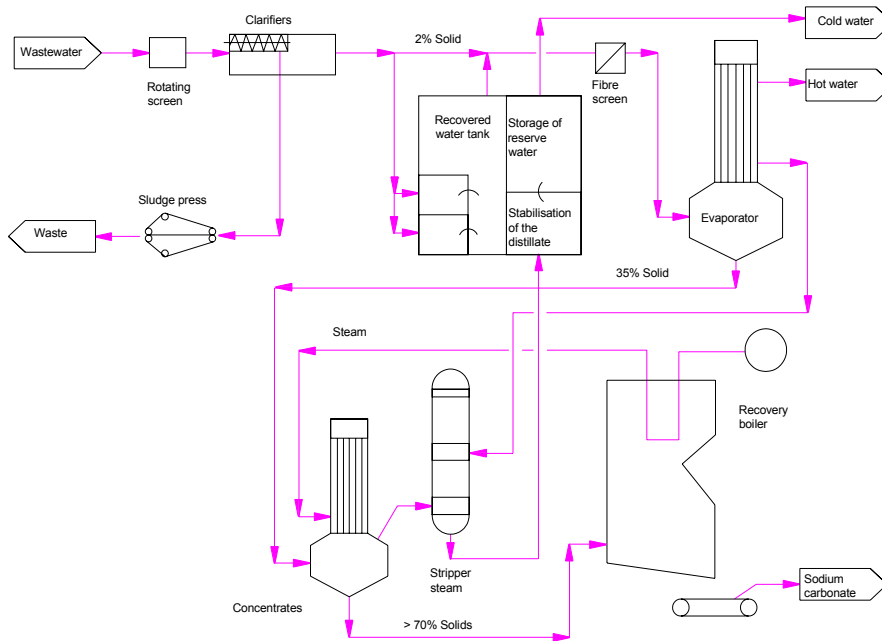 Clarifiers
Cold water
Wastewater
2% Solid
Hot water
Rotating
screen
Fibre
screen
Recovered
water tank
Storage of
reserve
water
Sludge press
Waste
Stabilisation
of the
distillate
Evaporator
35% Solid
Steam
Recovery
boiler
Stripper
steam
Sodium
carbonate
Concentrates
> 70% Solids